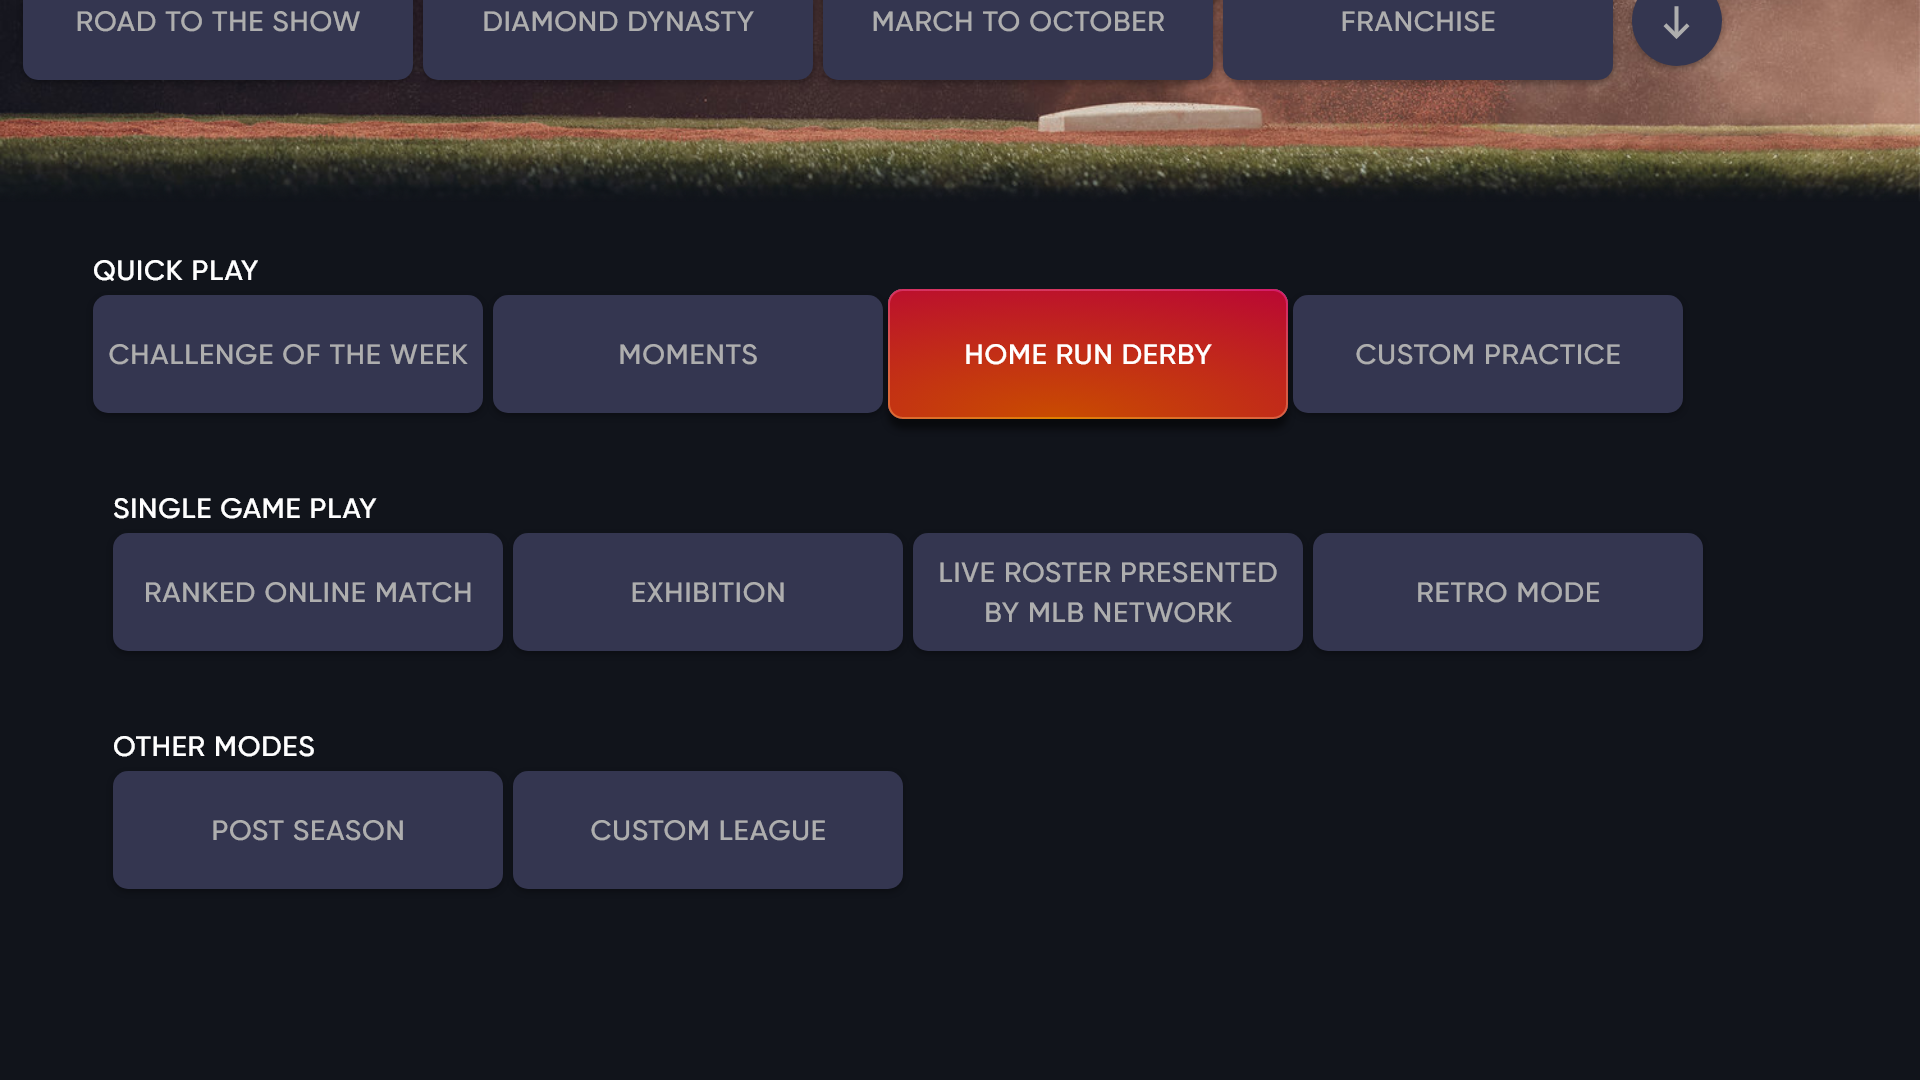 ROAD TO THE SHOW
DIAMOND DYNASTY
MARCH TO OCTOBER
FRANCHISE
QUICK PLAY
CHALLENGE OF THE WEEK
MOMENTS
HOME RUN DERBY
CUSTOM PRACTICE
SINGLE GAME PLAY
RANKED ONLINE MATCH
EXHIBITION
LIVE ROSTER PRESENTED
BY MLB NETWORK
RETRO MODE
OTHER MODES
POST SEASON
CUSTOM LEAGUE